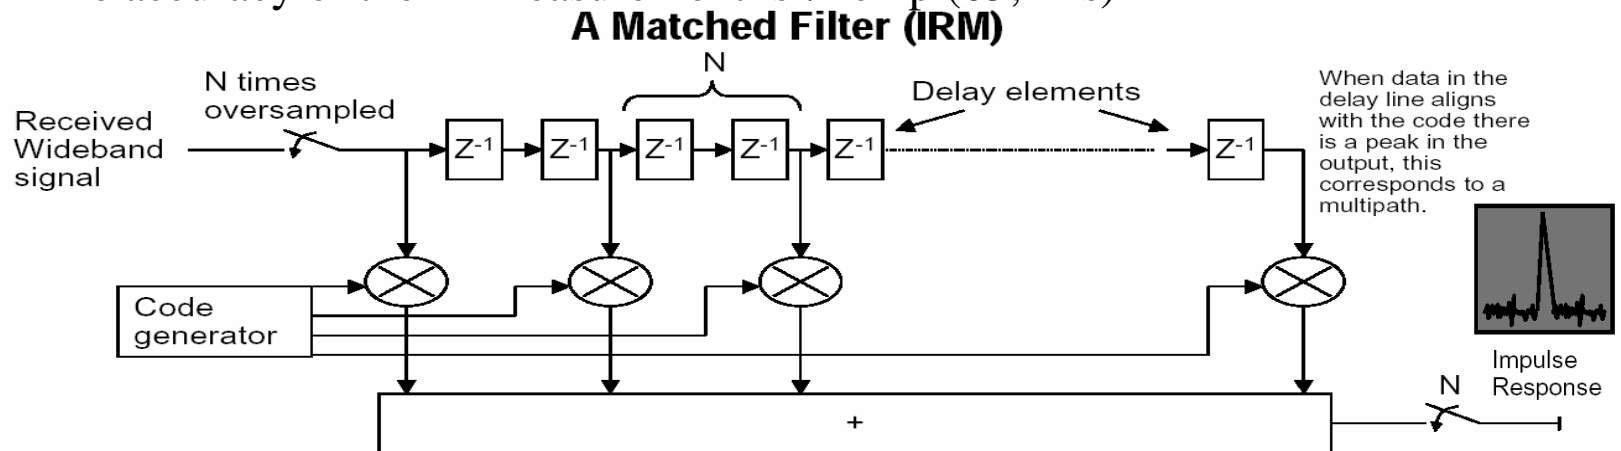 A Matched Filter (IRM)
N
N times
oversampled
Delay elements
When data in the
delay line aligns
with the code there
is a peak in the
output, this
corresponds to a
multipath.
Received
Wideband
signal
Z-1
Z-1
Z-1
Z-1
Z-1
Z-1
Code
generator
Impulse
Response
N
+